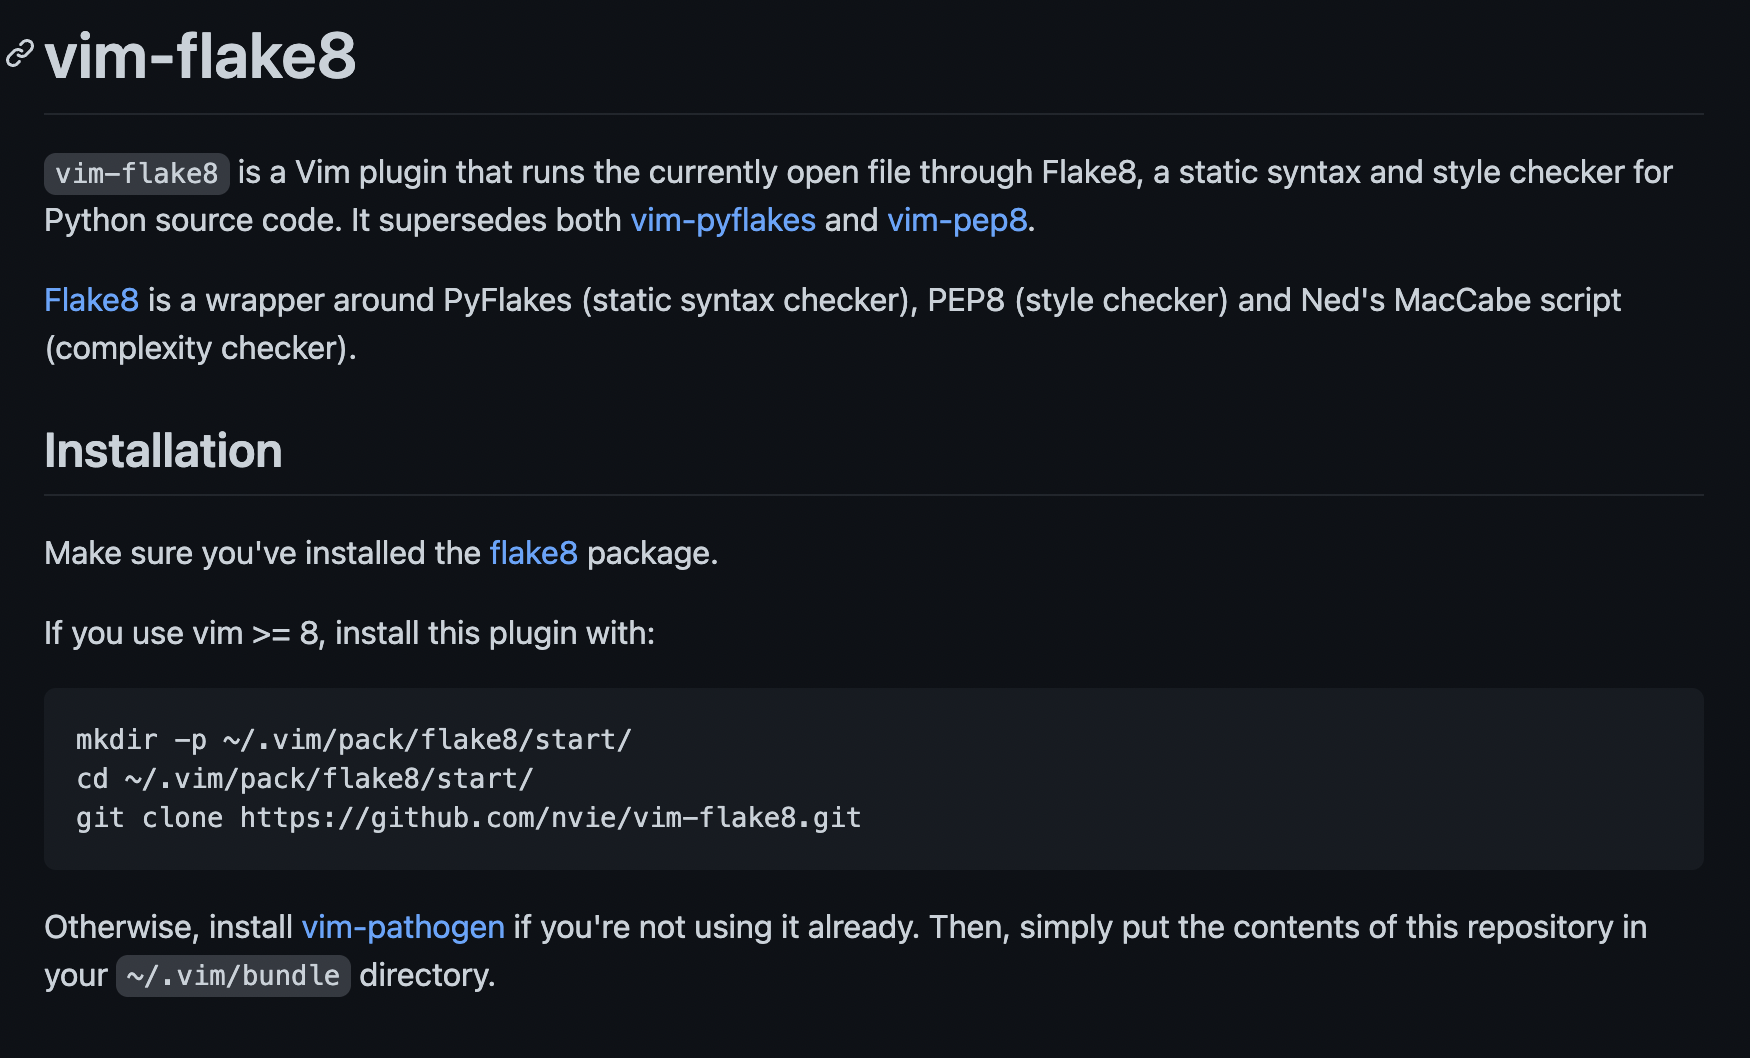 vim-flake8
vim-flake8 is a Vim plugin that runs the currently open file through Flake8, a static syntax and style checker for
Python source code. It supersedes both vim-pyflakes and vim-pep8.
Flake8 is a wrapper around PyFlakes (static syntax checker), PEP8 (style checker) and Ned's MacCabe script
(complexity checker).
Installation
Make sure you've installed the flake8 package.
If you use vim >= 8, install this plugin with:
mkdir -p ~/.vim/pack/flake8/start/
cd ~/.vim/pack/flake8/start/
git clone https://github.com/nvie/vim-flake8.git
Otherwise, install vim-pathogen if you're not using it already. Then, simply put the contents of this repository in
your ~/.vim/bundle directory.